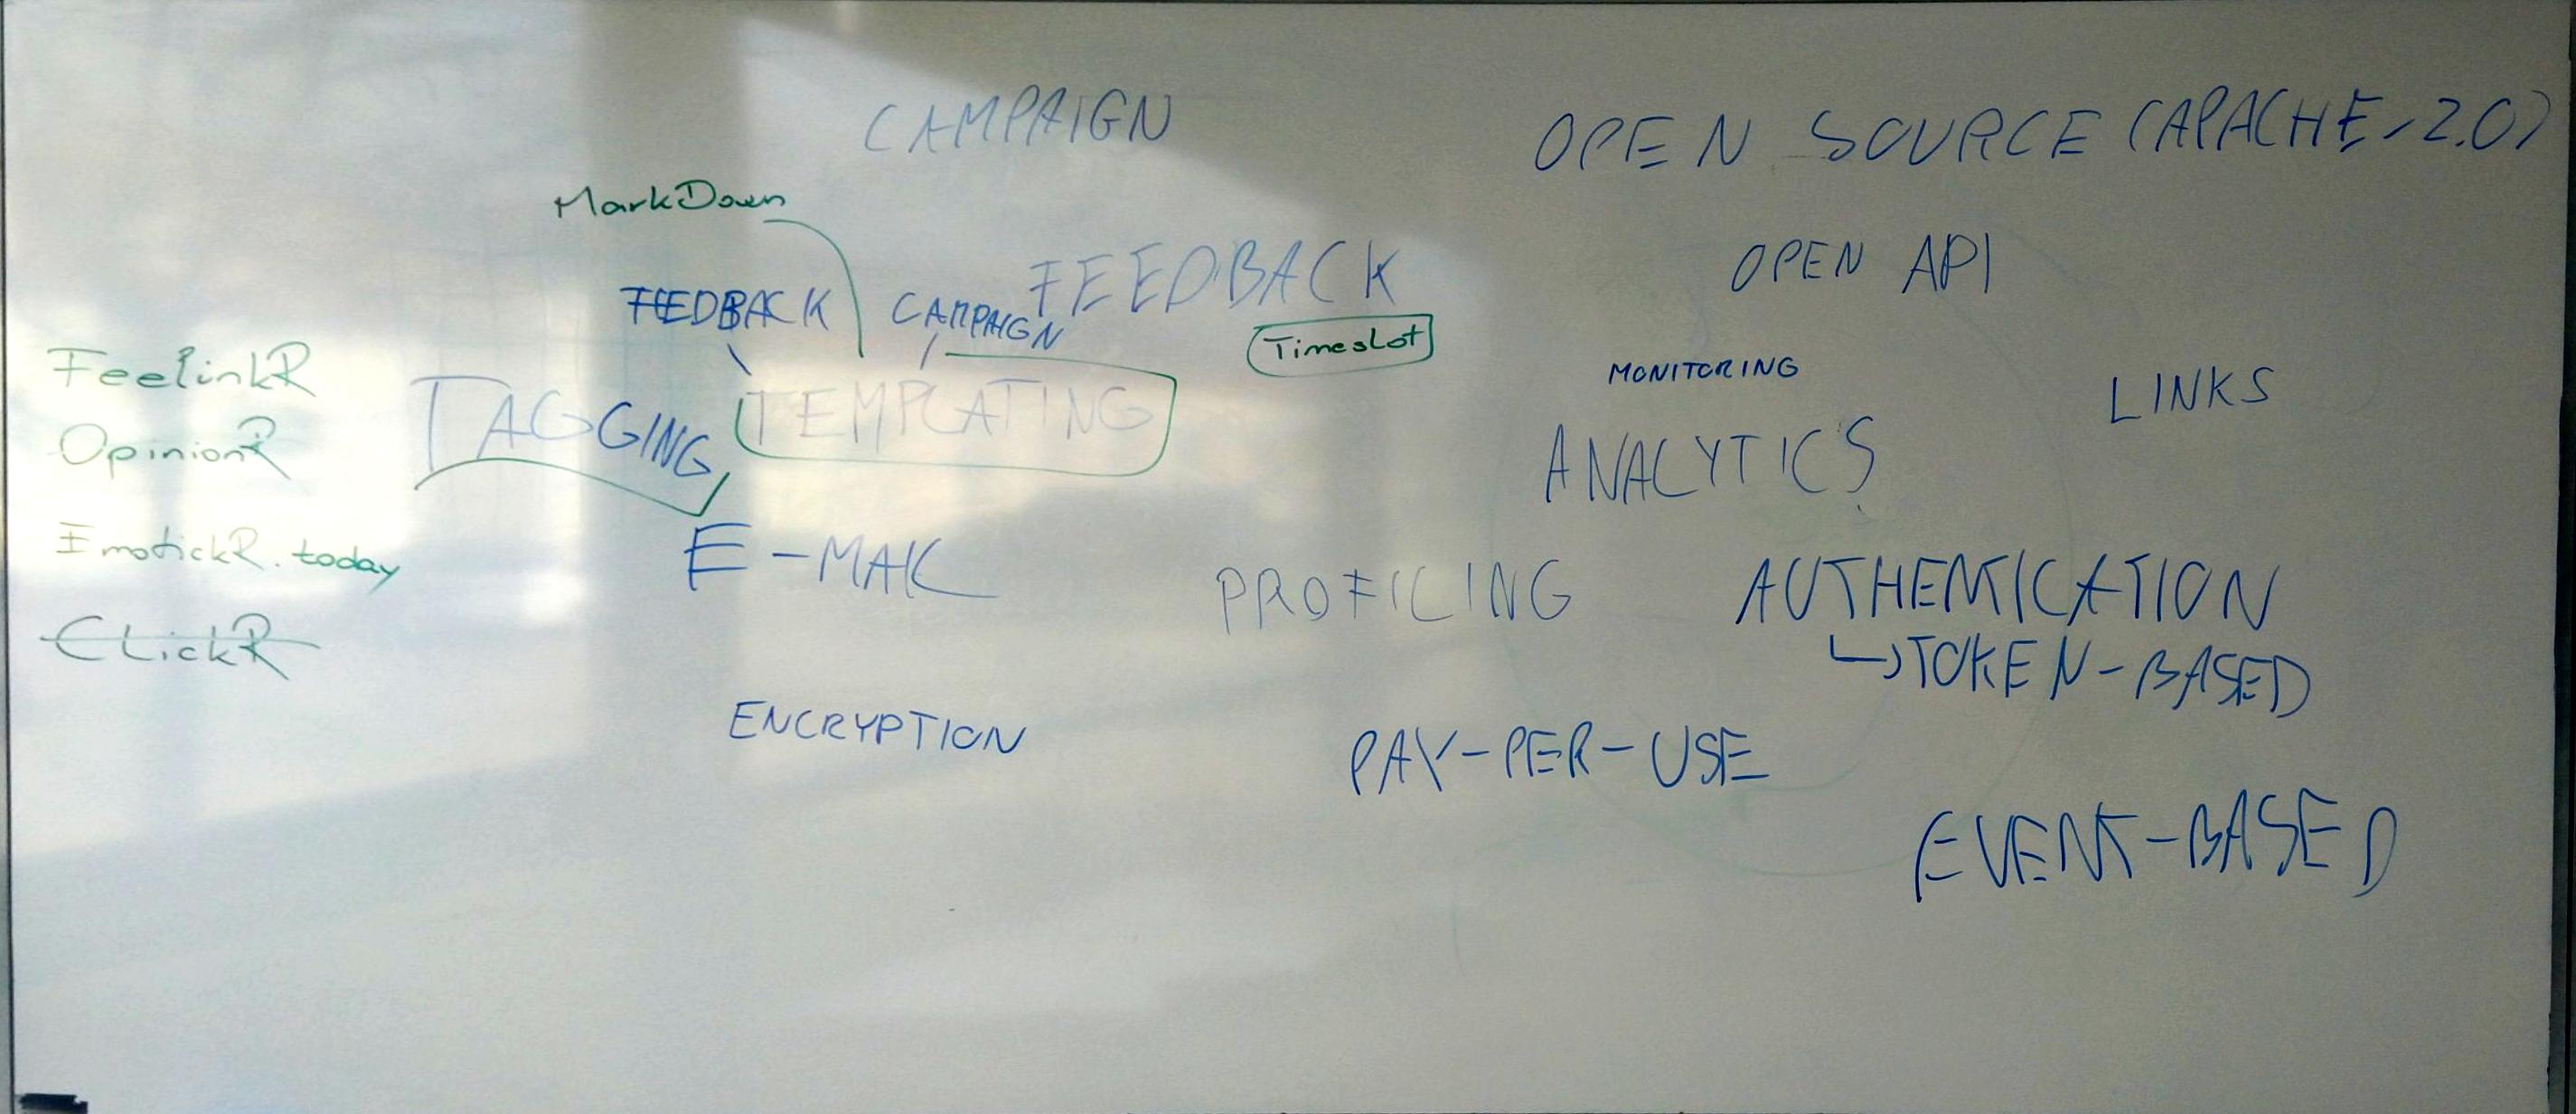 CAMPAIGN
OPEN SOURCE (APACHE-2.0)
MarkDown
FEEDBACK
OPEN API
FEEDBACK
CAMPAIGN
Timeslot
MONITORING
LINKS
FeelinkR
TAGGING
TEMPLATING
OpinionR
ANALYTICS
EmotickR.today
E-MAIL
PROFILING
AUTHENTICATION
TOKEN-BASED
ClickR
ENCRYPTION
PAY-PER-USE
EVENT-BASED